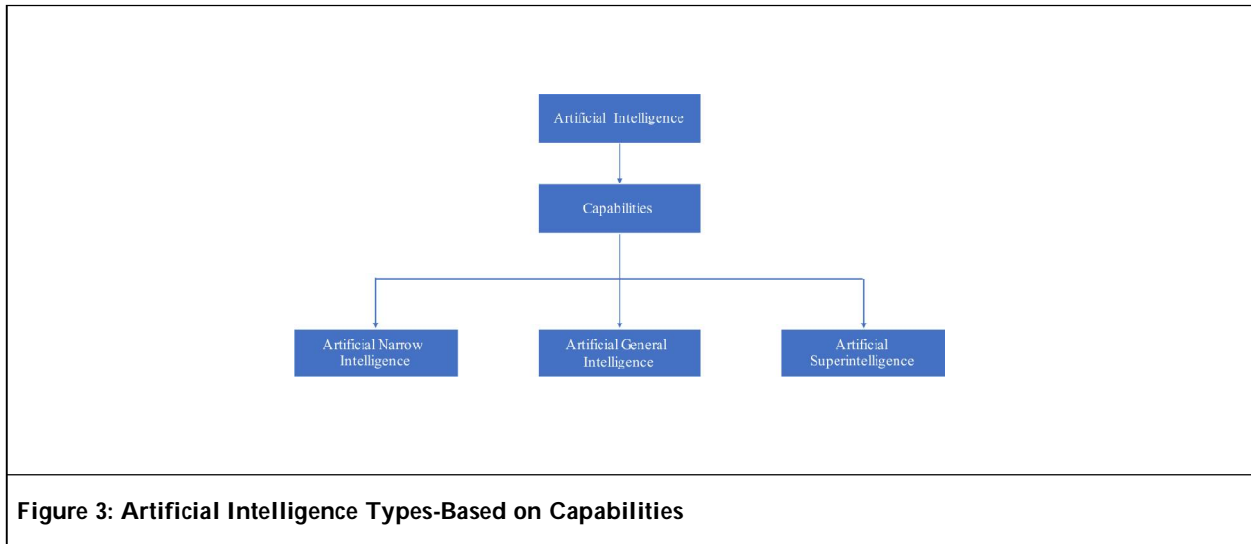 Artificial Intelligence
Capabilities
Artificial Narrow
Intelligence
Artificial General
Intelligence
Artificial
Superintelligence
Figure 3: Artificial Intelligence Types-Based on Capabilities